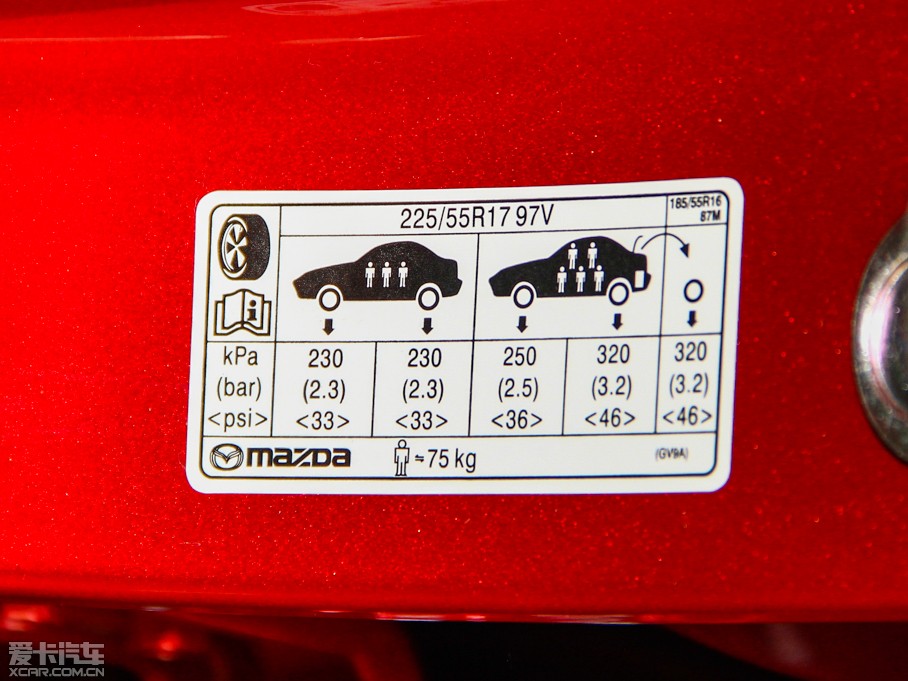 225/55R17 97V
185/55R16
87M
kPa 230 230 250 320 320
(bar) (2.3) (2.3) (2.5) (3.2) (3.2)
<psi> <33> <33> <36> <46> <46>
mazda ≒75 kg (GV9A)
爱卡汽车
XCAR.COM.CN